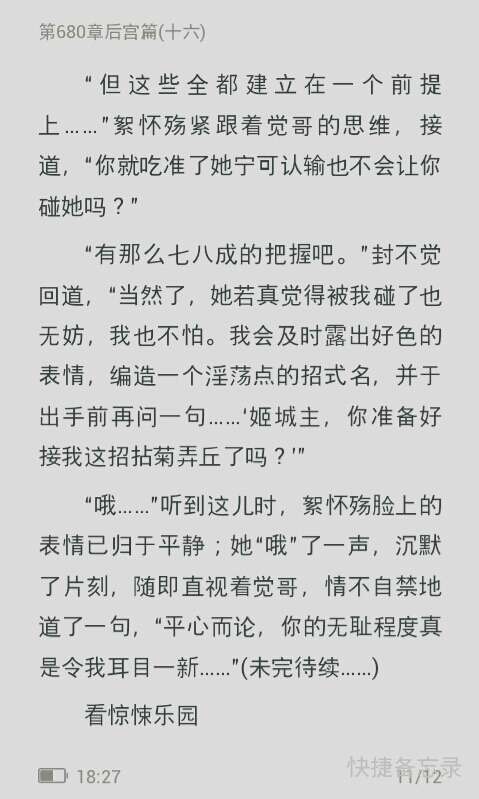 第680章后宫篇(十六)
“但这些全都建立在一个前提
上……”絮怀殇紧跟着觉哥的思维，接
道，“你就吃准了她宁可认输也不会让你
碰她吗？”
“有那么七八成的把握吧。”封不觉
回道，“当然了，她若真觉得被我碰了也
无妨，我也不怕。我会及时露出好色的
表情，编造一个淫荡点的招式名，并于
出手前再问一句……‘姬城主，你准备好
接我这招拈菊弄丘了吗？’”
“哦……”听到这儿时，絮怀殇脸上的
表情已归于平静；她“哦”了一声，沉默
了片刻，随即直视着觉哥，情不自禁地
道了一句，“平心而论，你的无耻程度真
是令我耳目一新……”(未完待续……)
看惊悚乐园
18:27
11/12
快捷备忘录